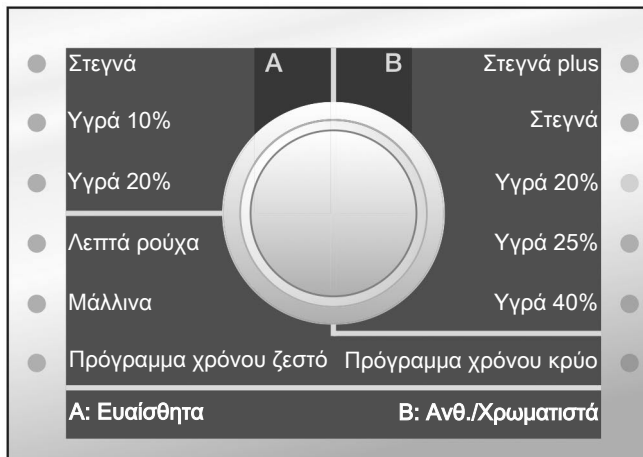 Στεγνά A B Στεγνά plus
Υγρά 10% Στεγνά
Υγρά 20% Υγρά 20%
Λεπτά ρούχα Υγρά 25%
Μάλλινα Υγρά 40%
Πρόγραμμα χρόνου ζεστό Πρόγραμμα χρόνου κρύο
A: Ευαίσθητα B: Ανθ./Χρωματιστά